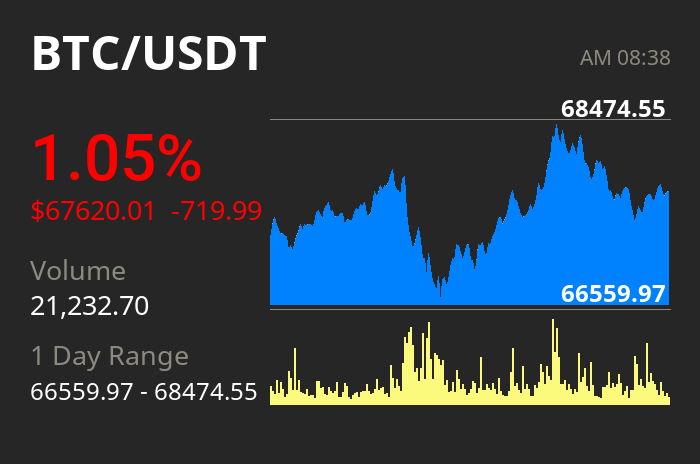 BTC/USDT
AM 08:38
68474.55
1.05%
$67620.01 -719.99
Volume
21,232.70
66559.97
1 Day Range
66559.97 - 68474.55